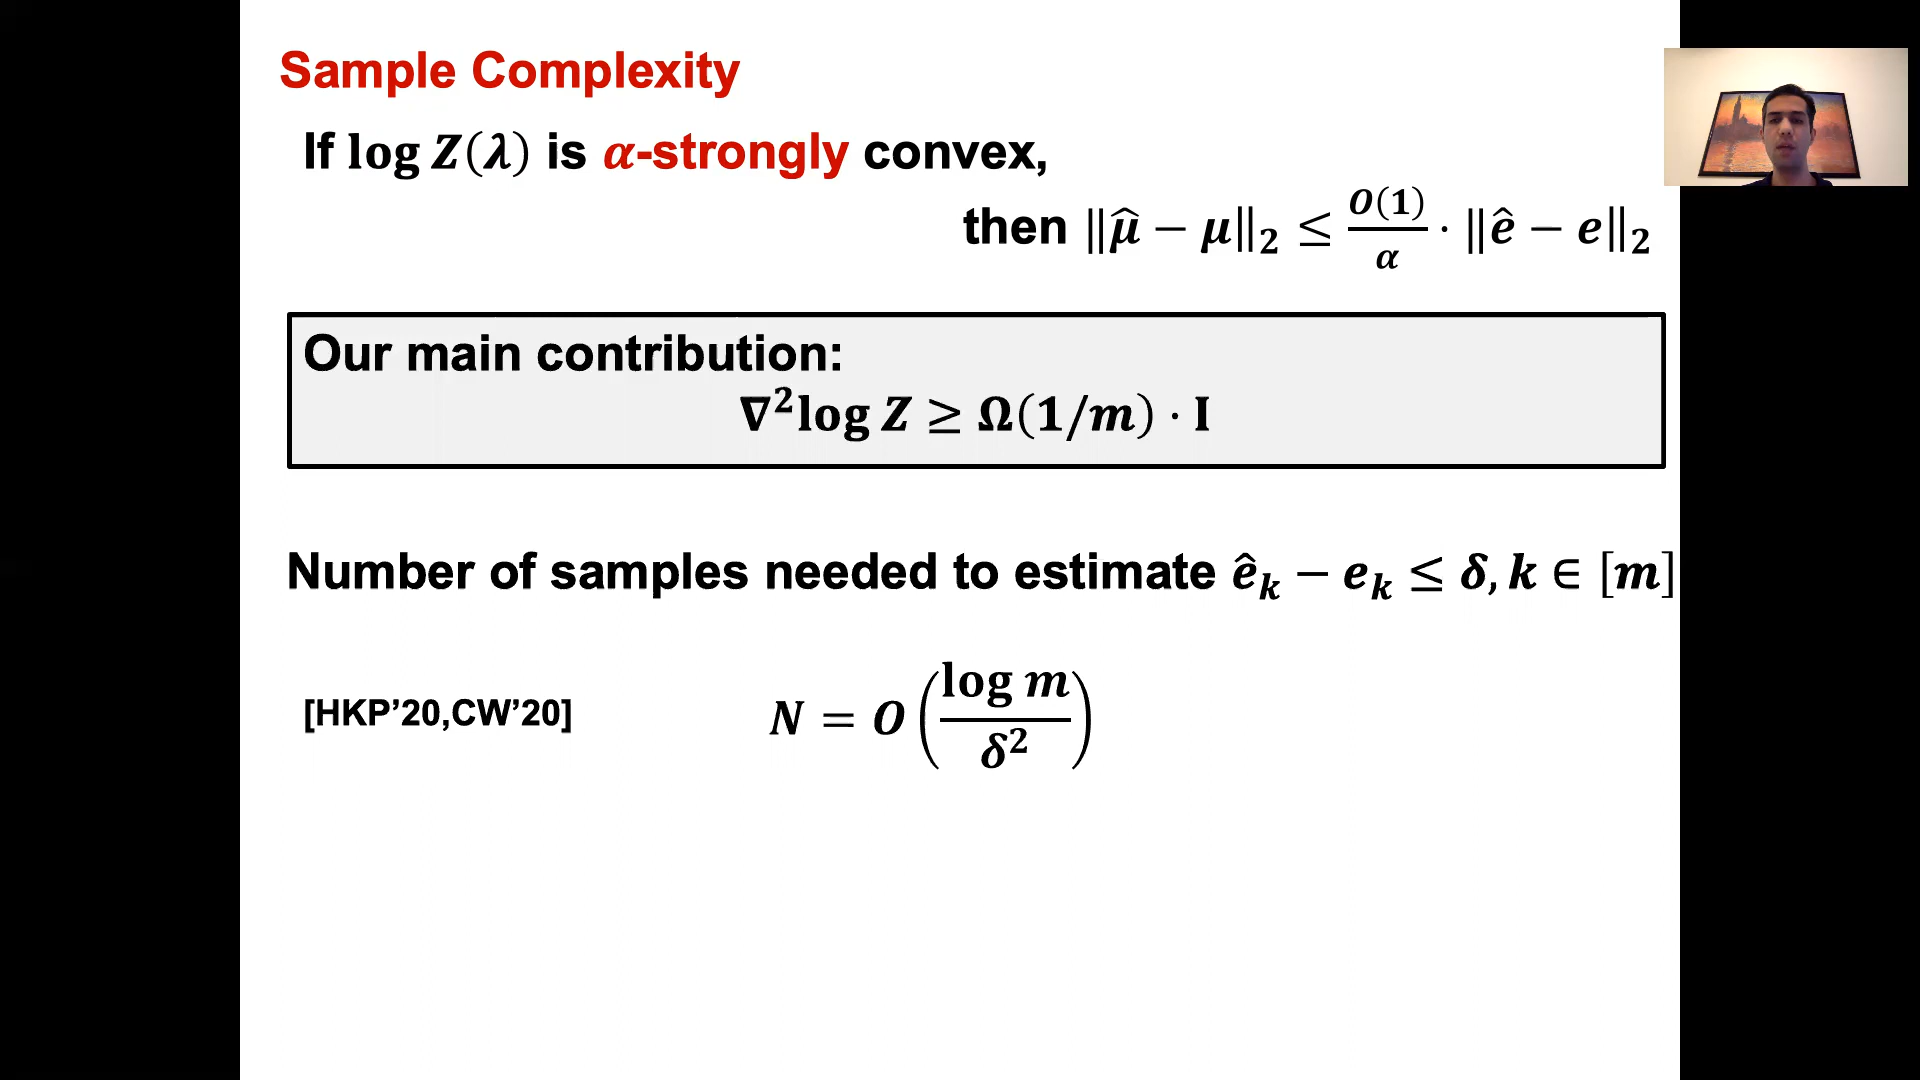 Sample Complexity
If log Z(λ) is α-strongly convex,
then ‖μ̂ − μ‖₂ ≤ O(1)/α · ‖ê − e‖₂
Our main contribution:
∇²log Z ≥ Ω(1/m) · I
Number of samples needed to estimate êₖ − eₖ ≤ δ, k ∈ [m]
[HKP’20,CW’20] N = O(log m / δ²)